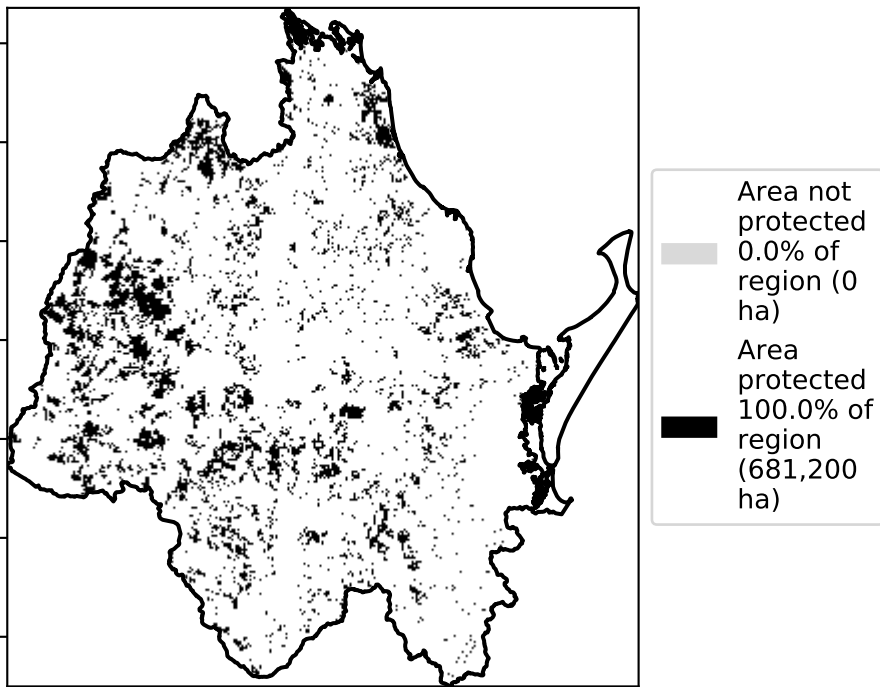 Area not
protected
0.0% of
region (0
ha)
Area
protected
100.0% of
region
(681,200
ha)